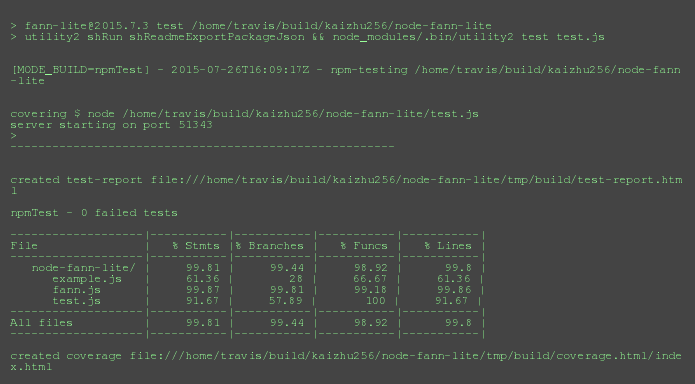 > fann-lite@2015.7.3 test /home/travis/build/kaizhu256/node-fann-lite
> utility2 shRun shReadmeExportPackageJson && node_modules/.bin/utility2 test test.js
[MODE_BUILD=npmTest] - 2015-07-26T16:09:17Z - npm-testing /home/travis/build/kaizhu256/node-fann
-lite
covering $ node /home/travis/build/kaizhu256/node-fann-lite/test.js
server starting on port 51343
>
-------------------------------------------------------
created test-report file:///home/travis/build/kaizhu256/node-fann-lite/tmp/build/test-report.htm
l
npmTest - 0 failed tests
-------------------|-----------|-----------|-----------|-----------|
File               |   % Stmts |% Branches |   % Funcs |   % Lines |
-------------------|-----------|-----------|-----------|-----------|
   node-fann-lite/ |     99.81 |     99.44 |     98.92 |      99.8 |
      example.js   |     61.36 |        28 |     66.67 |     61.36 |
      fann.js      |     99.87 |     99.81 |     99.18 |     99.86 |
      test.js      |     91.67 |     57.89 |       100 |     91.67 |
-------------------|-----------|-----------|-----------|-----------|
All files          |     99.81 |     99.44 |     98.92 |      99.8 |
-------------------|-----------|-----------|-----------|-----------|
created coverage file:///home/travis/build/kaizhu256/node-fann-lite/tmp/build/coverage.html/inde
x.html